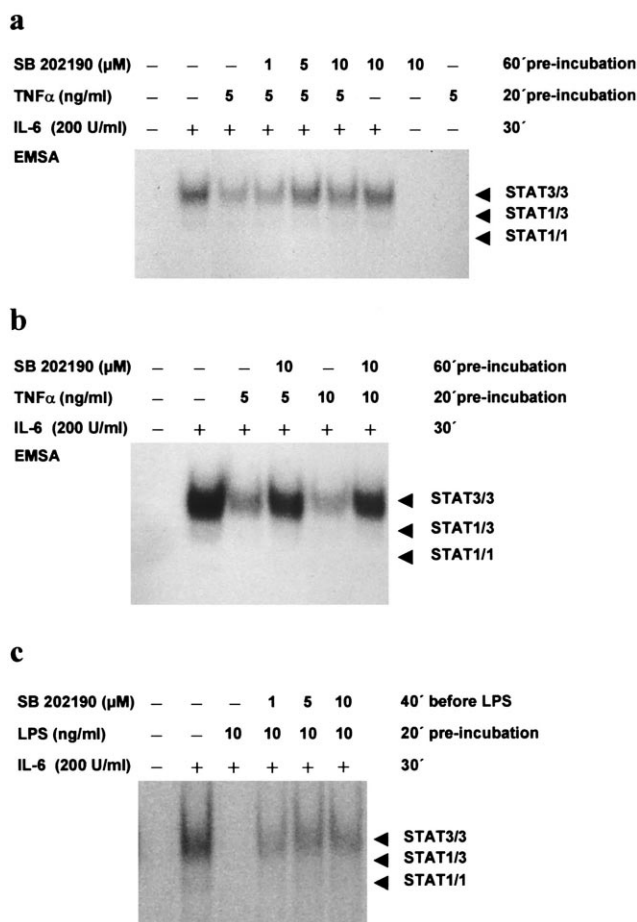 a
SB 202190 (µM) – – – 1 5 10 10 10 – 60´pre-incubation
TNFα (ng/ml) – – 5 5 5 5 – – 5 20´pre-incubation
IL-6 (200 U/ml) – + + + + + + – – 30´
EMSA
STAT3/3
STAT1/3
STAT1/1
b
SB 202190 (µM) – – – 10 – 10 60´pre-incubation
TNFα (ng/ml) – – 5 5 10 10 20´pre-incubation
IL-6 (200 U/ml) – + + + + + 30´
EMSA
STAT3/3
STAT1/3
STAT1/1
c
SB 202190 (µM) – – – 1 5 10 40´ before LPS
LPS (ng/ml) – – 10 10 10 10 20´ pre-incubation
IL-6 (200 U/ml) – + + + + + 30´
STAT3/3
STAT1/3
STAT1/1